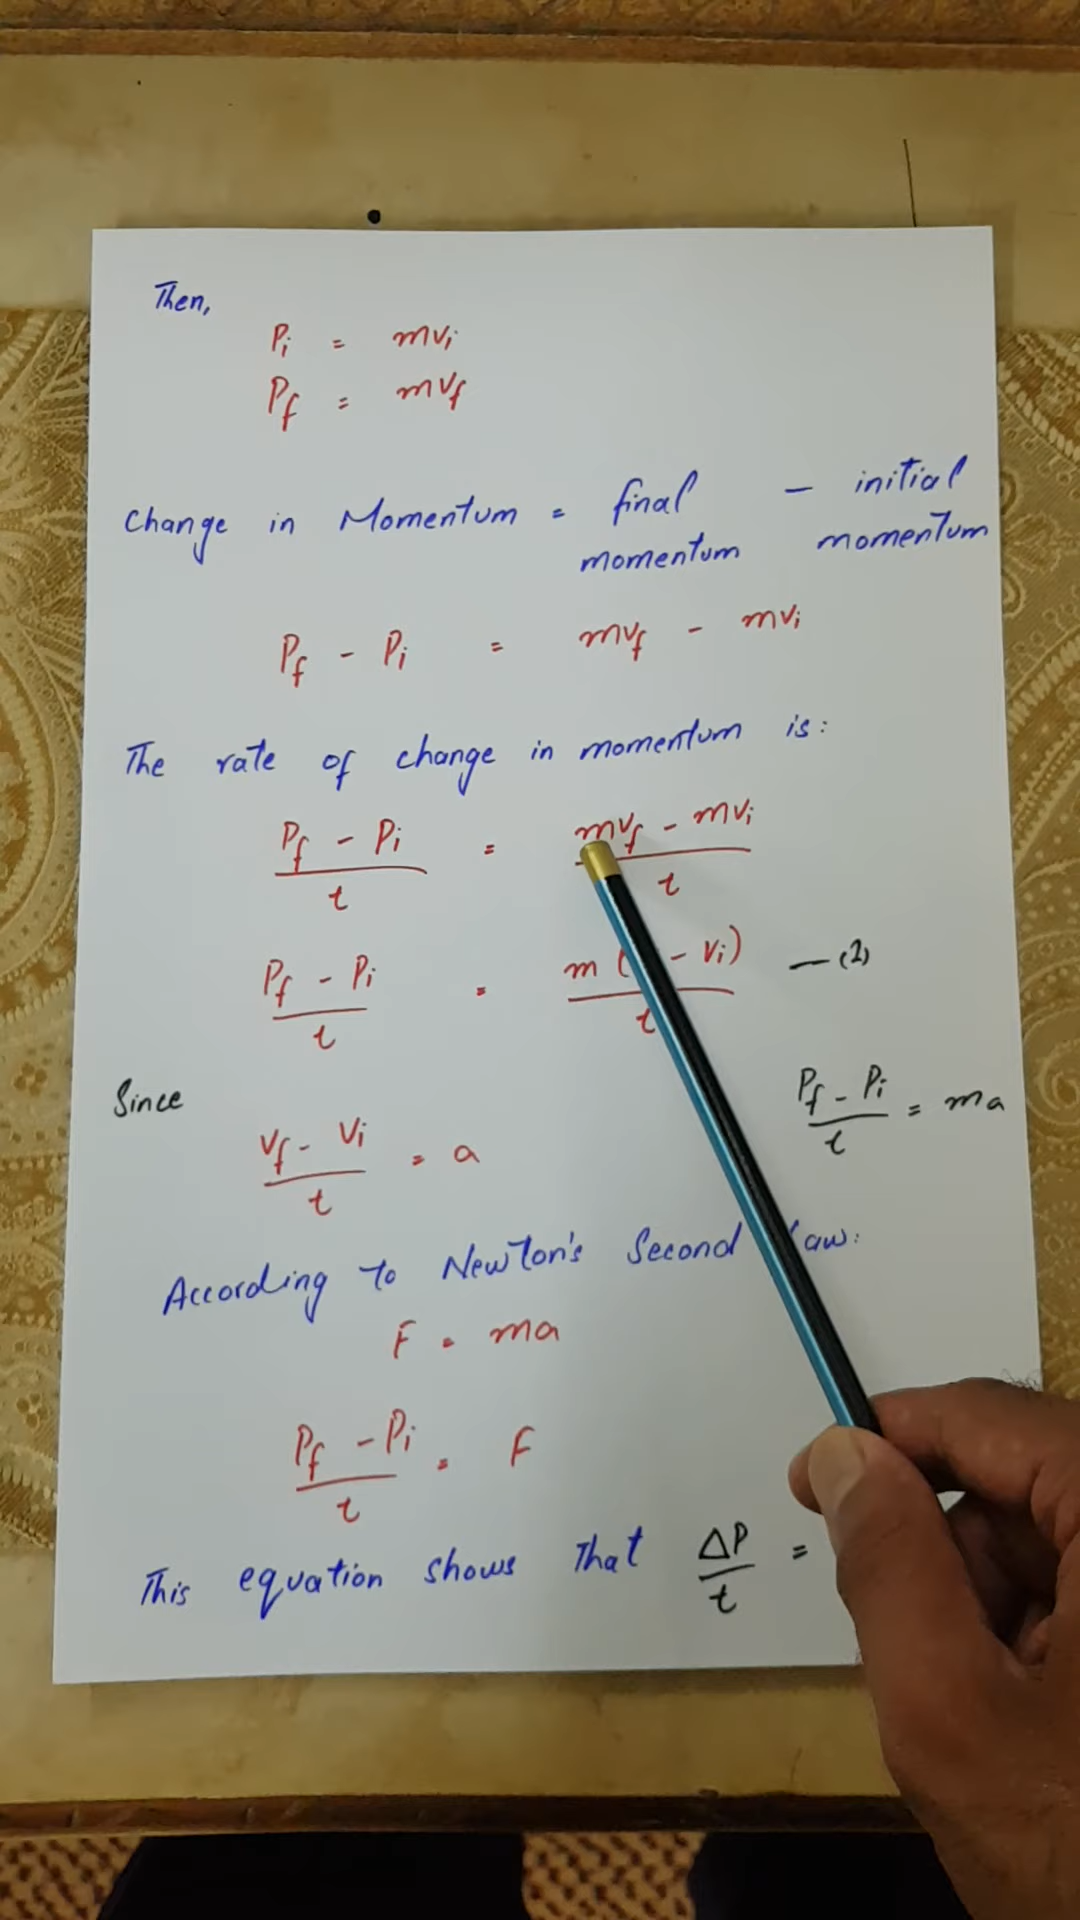 Then,
Pi = mvi
Pf = mvf
Change in Momentum = final momentum − initial momentum
Pf − Pi = mvf − mvi
The rate of change in momentum is:
Pf − Pi / t = mvf − mvi / t
Pf − Pi / t = m ( − vi) / t — (2)
Since
vf − vi / t = a
Pf − Pi / t = ma
According to Newton's Second law:
F = ma
Pf − Pi / t = F
This equation shows that ΔP / t =